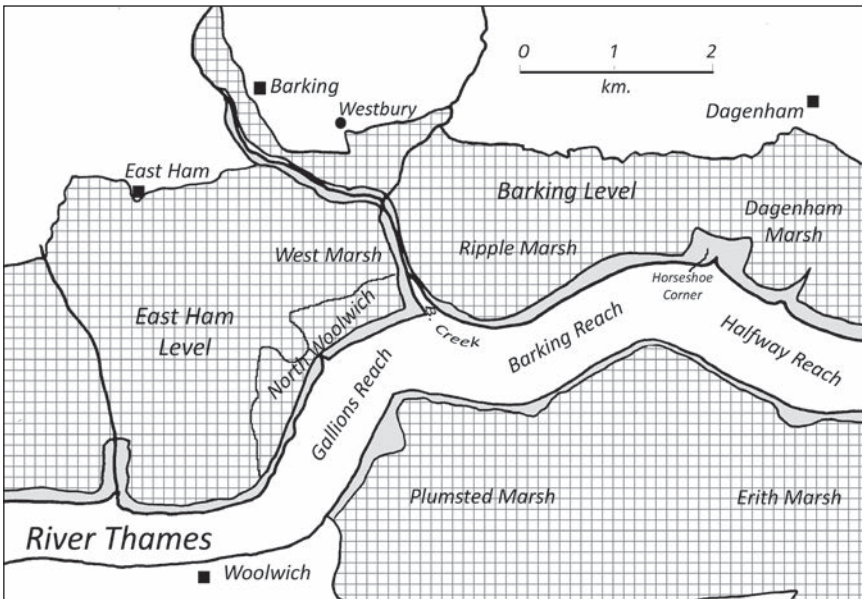 0 1 2
km.
Barking
Westbury
Dagenham
East Ham
Barking Level
Dagenham
Marsh
West Marsh
Ripple Marsh
Horseshoe
Corner
East Ham
Level
North Woolwich
B. Creek
Gallions Reach
Barking Reach
Halfway Reach
Plumsted Marsh
Erith Marsh
River Thames
Woolwich